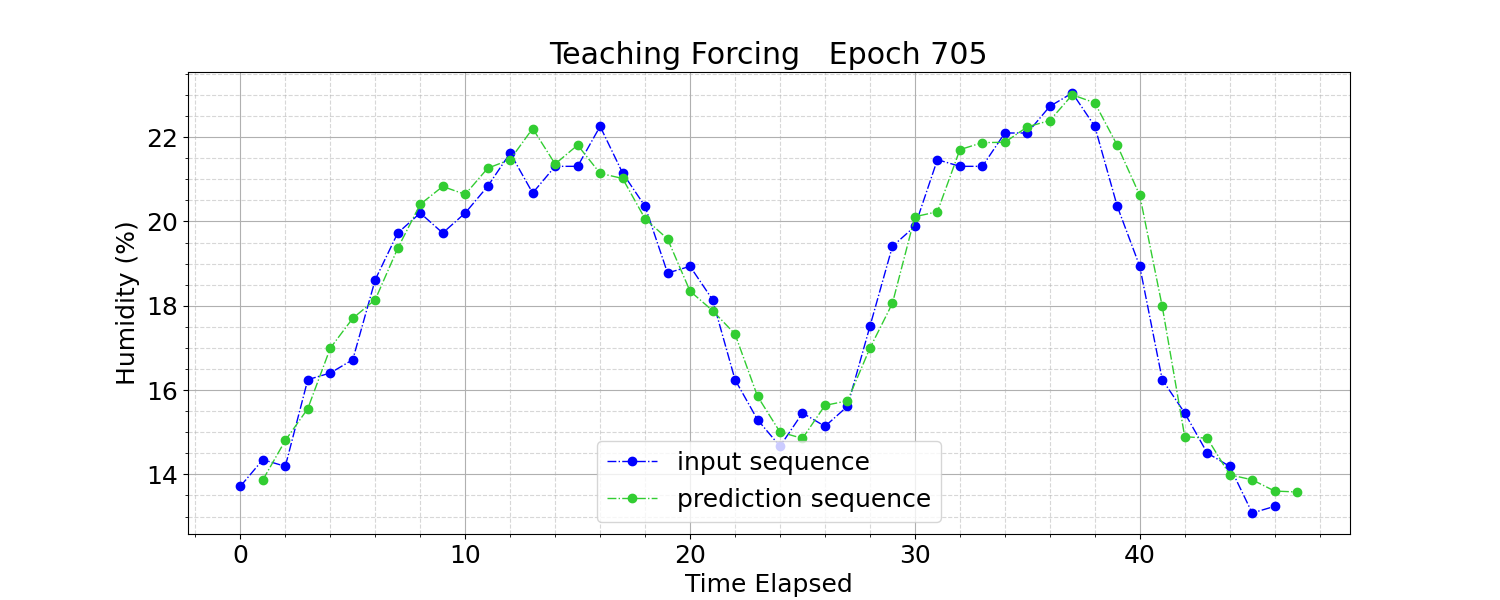 Teaching Forcing   Epoch 705
Humidity (%)
22
20
18
16
14
input sequence
prediction sequence
0 10 20 30 40
Time Elapsed